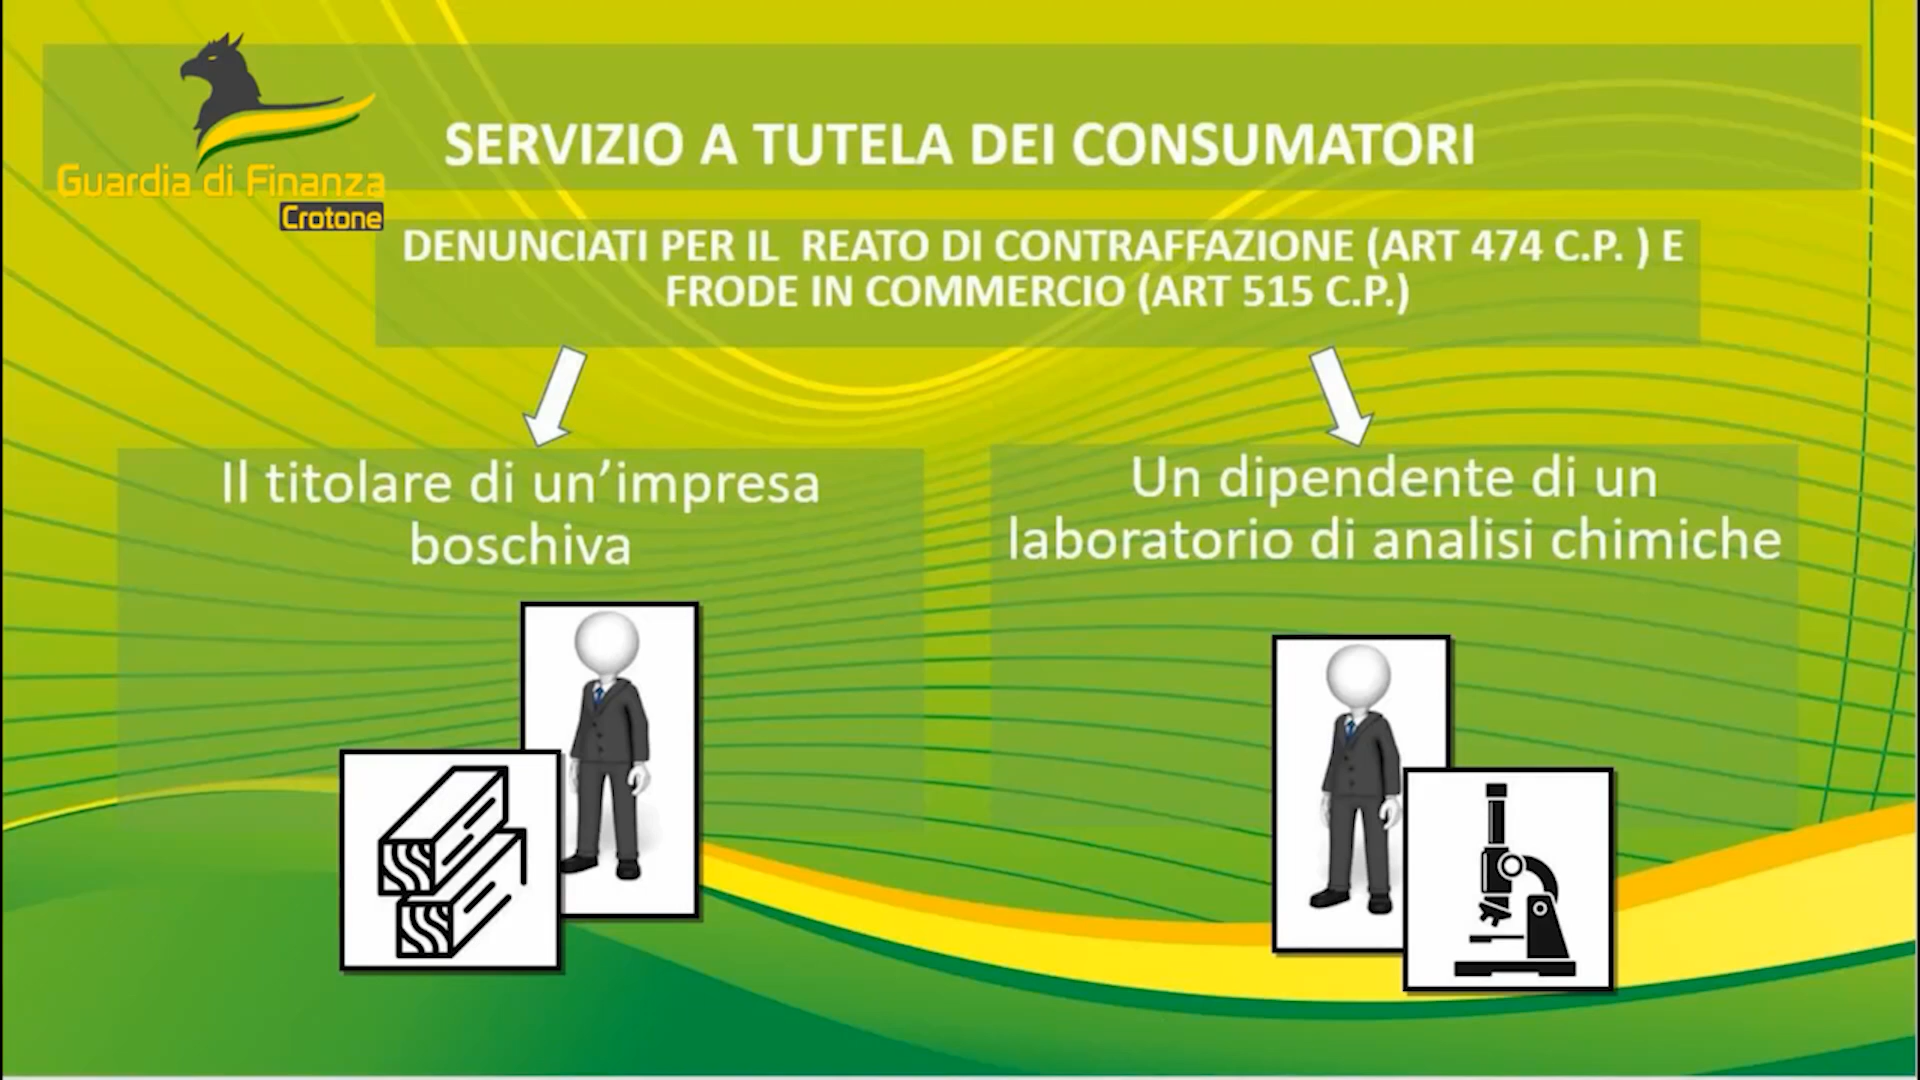 Guardia di Finanza
Crotone
SERVIZIO A TUTELA DEI CONSUMATORI
DENUNCIATI PER IL REATO DI CONTRAFFAZIONE (ART 474 C.P. ) E
FRODE IN COMMERCIO (ART 515 C.P.)
Il titolare di un’impresa
boschiva
Un dipendente di un
laboratorio di analisi chimiche